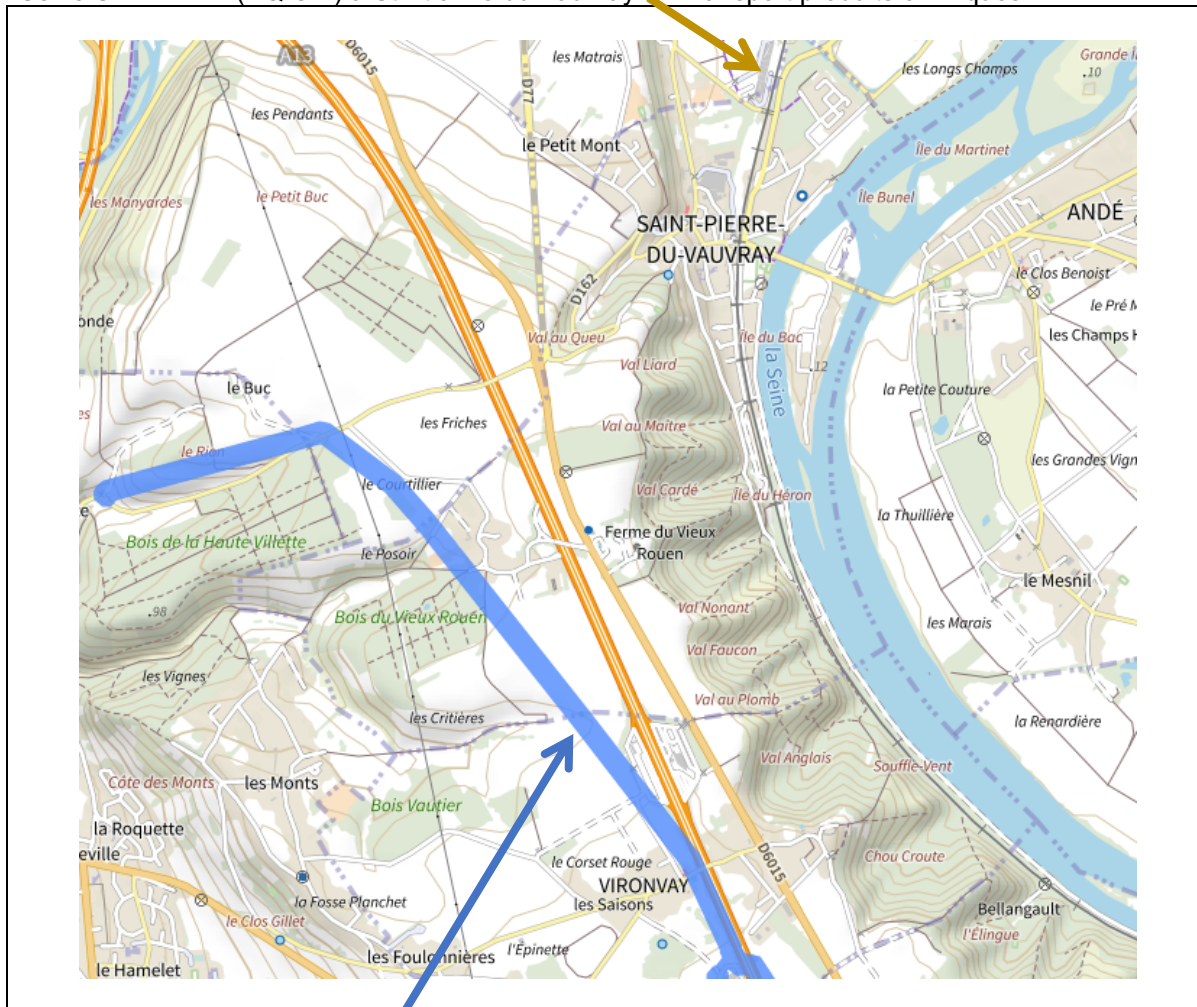 A13
D6015
les Matrais
D77
les Longs Champs
Grande
.10
les Pendants
le Petit Mont
Île du Martinet
les Manyardes
le Petit Buc
Île Bunel
ANDÉ
SAINT-PIERRE-
DU-VAUVRAY
D162
le Clos Benoist
le Pré
onde
Val au Queu
Île du Bac
les Champs
la Seine
.12
le Buc
Val Liard
la Petite Couture
les Friches
Val au Maître
le Rion
les Grandes Vign
le Courtillier
Val Cardé
Île du Héron
la Thuillière
Bois de la Haute Villette
Ferme du Vieux
Rouen
le Posoir
le Mesnil
.98
Bois du Vieux Rouen
Val Nonant
les Marais
Val Faucon
les Vignes
Val au Plomb
les Critières
la Renardière
Val Anglais
Souffle-Vent
Côte des Monts
les Monts
Bois Vautier
la Roquette
eville
le Corset Rouge
D6015
Chou Croute
VIRONVAY
les Saisons
la Fosse Planchet
Bellangault
le Clos Gillet
l'Élingue
l'Épinette
les Foulonnières
le Hamelet